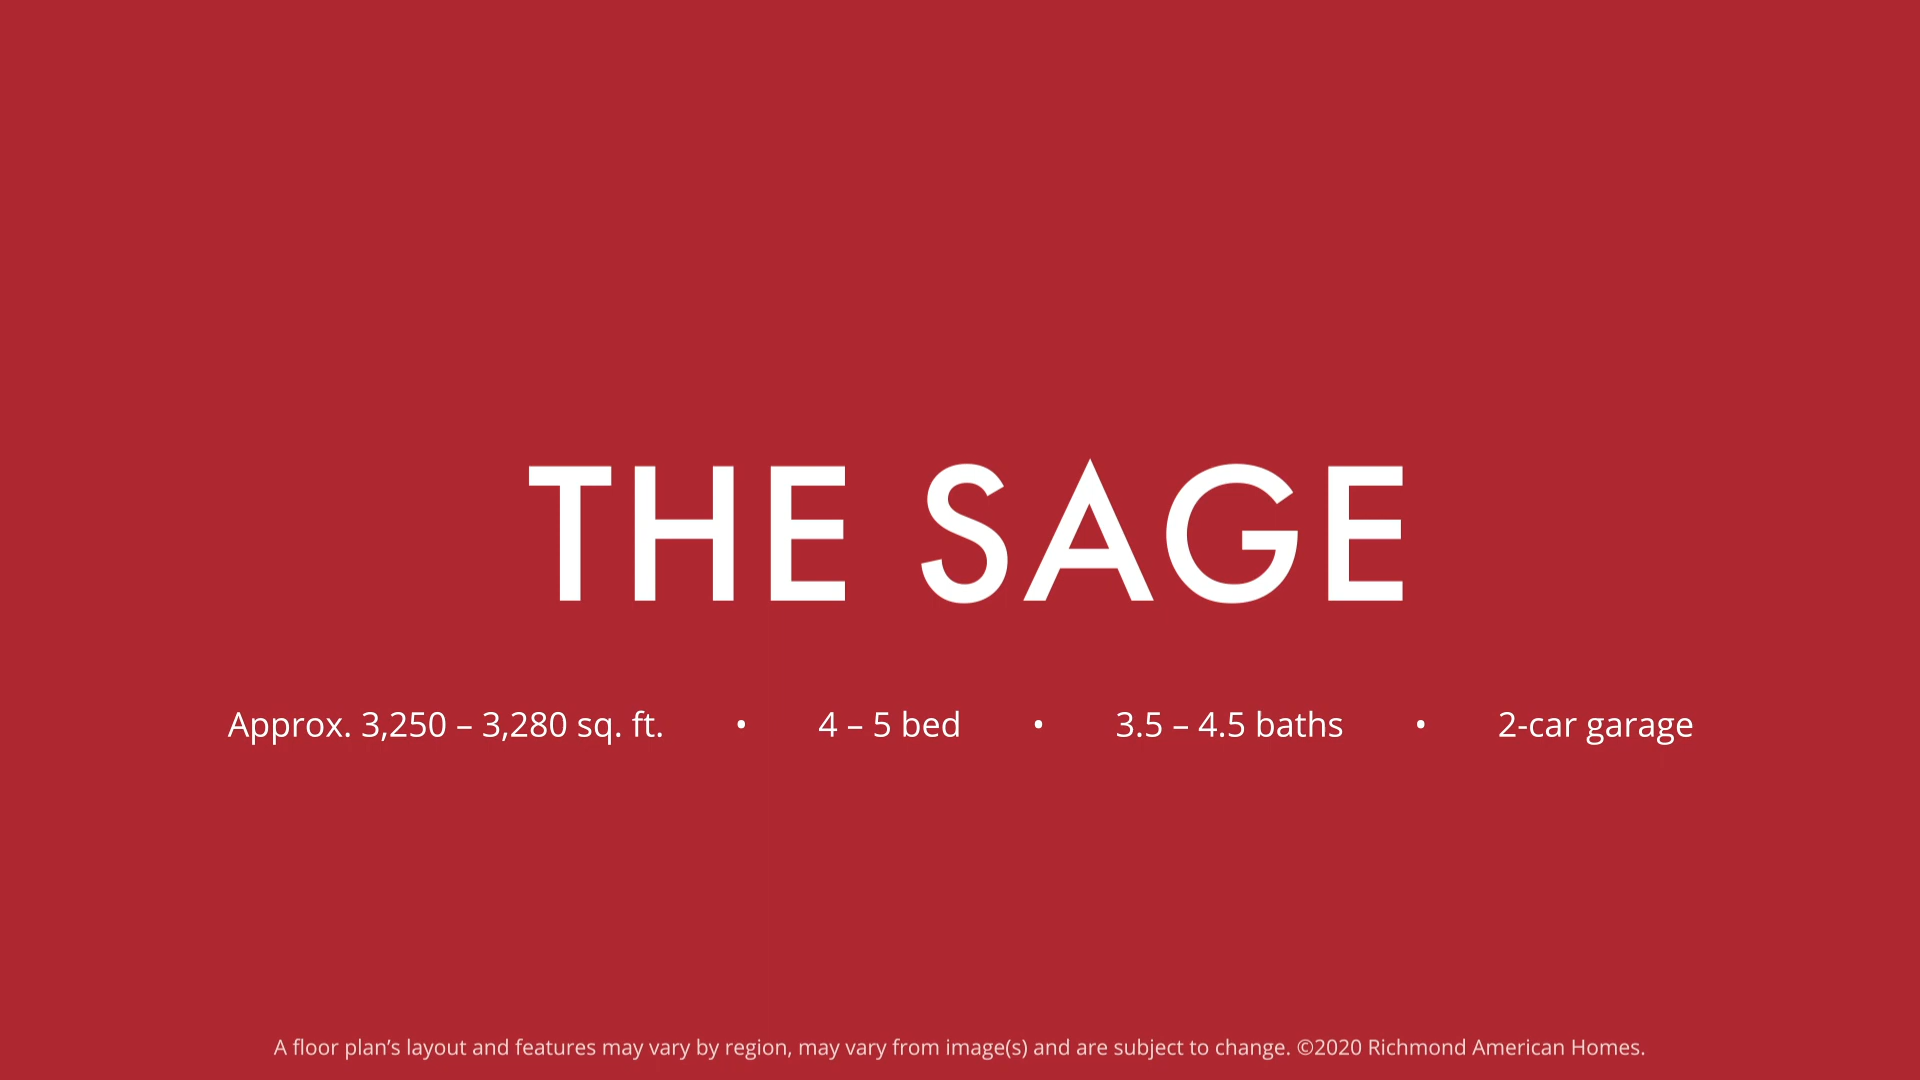 THE SAGE
Approx. 3,250 – 3,280 sq. ft. • 4 – 5 bed • 3.5 – 4.5 baths • 2-car garage
A floor plan’s layout and features may vary by region, may vary from image(s) and are subject to change. ©2020 Richmond American Homes.